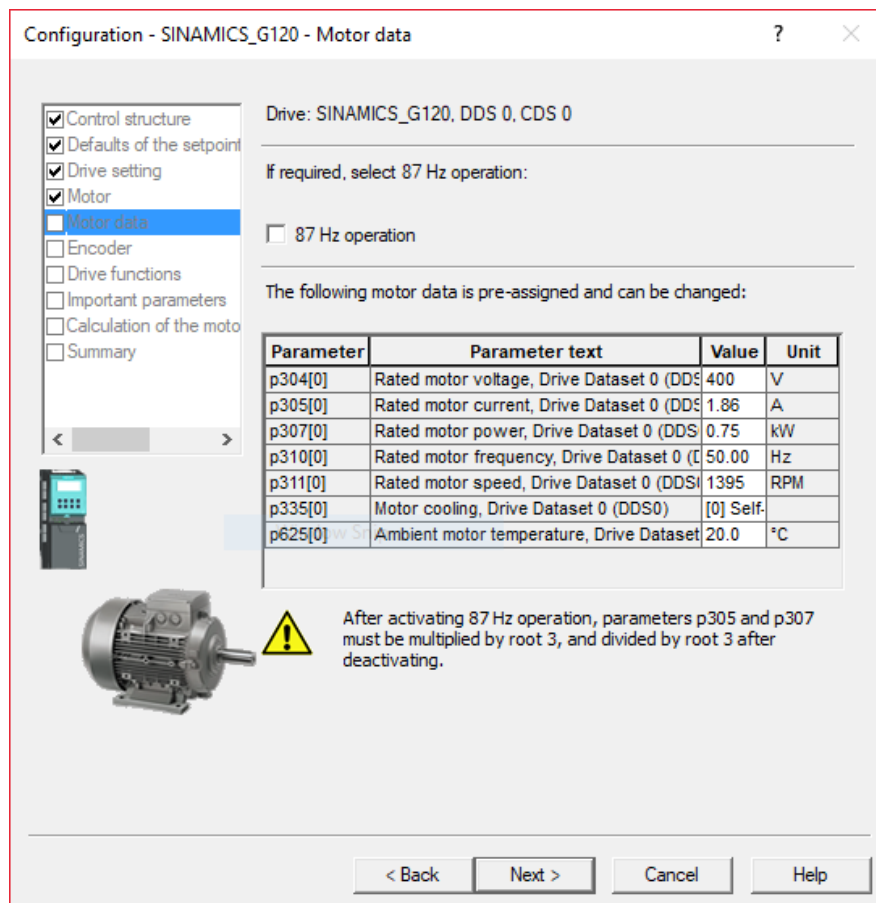 Configuration - SINAMICS_G120 - Motor data ?
Control structure
Defaults of the setpoint
Drive setting
Motor
Motor data
Encoder
Drive functions
Important parameters
Calculation of the moto
Summary
Drive: SINAMICS_G120, DDS 0, CDS 0
If required, select 87 Hz operation:
87 Hz operation
The following motor data is pre-assigned and can be changed:
Parameter Parameter text Value Unit
p304[0] Rated motor voltage, Drive Dataset 0 (DDS 400 V
p305[0] Rated motor current, Drive Dataset 0 (DDS 1.86 A
p307[0] Rated motor power, Drive Dataset 0 (DDS 0.75 kW
p310[0] Rated motor frequency, Drive Dataset 0 (D 50.00 Hz
p311[0] Rated motor speed, Drive Dataset 0 (DDS 1395 RPM
p335[0] Motor cooling, Drive Dataset 0 (DDS0) [0] Self-
p625[0] Ambient motor temperature, Drive Dataset 20.0 °C
SINAMICS
After activating 87 Hz operation, parameters p305 and p307
must be multiplied by root 3, and divided by root 3 after
deactivating.
< Back Next > Cancel Help